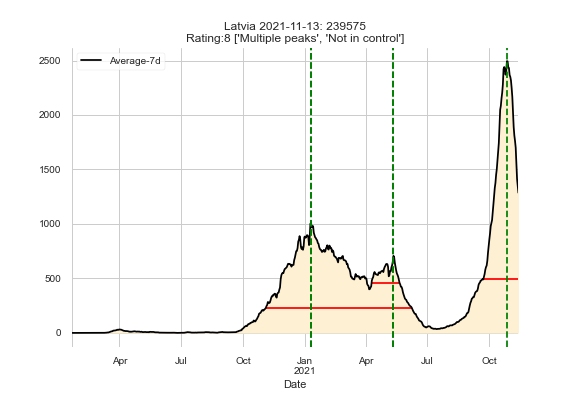 Latvia 2021-11-13: 239575
Rating:8 ['Multiple peaks', 'Not in control']
Average-7d
2500
2000
1500
1000
500
0
Apr Jul Oct Jan Apr Jul Oct
2021
Date